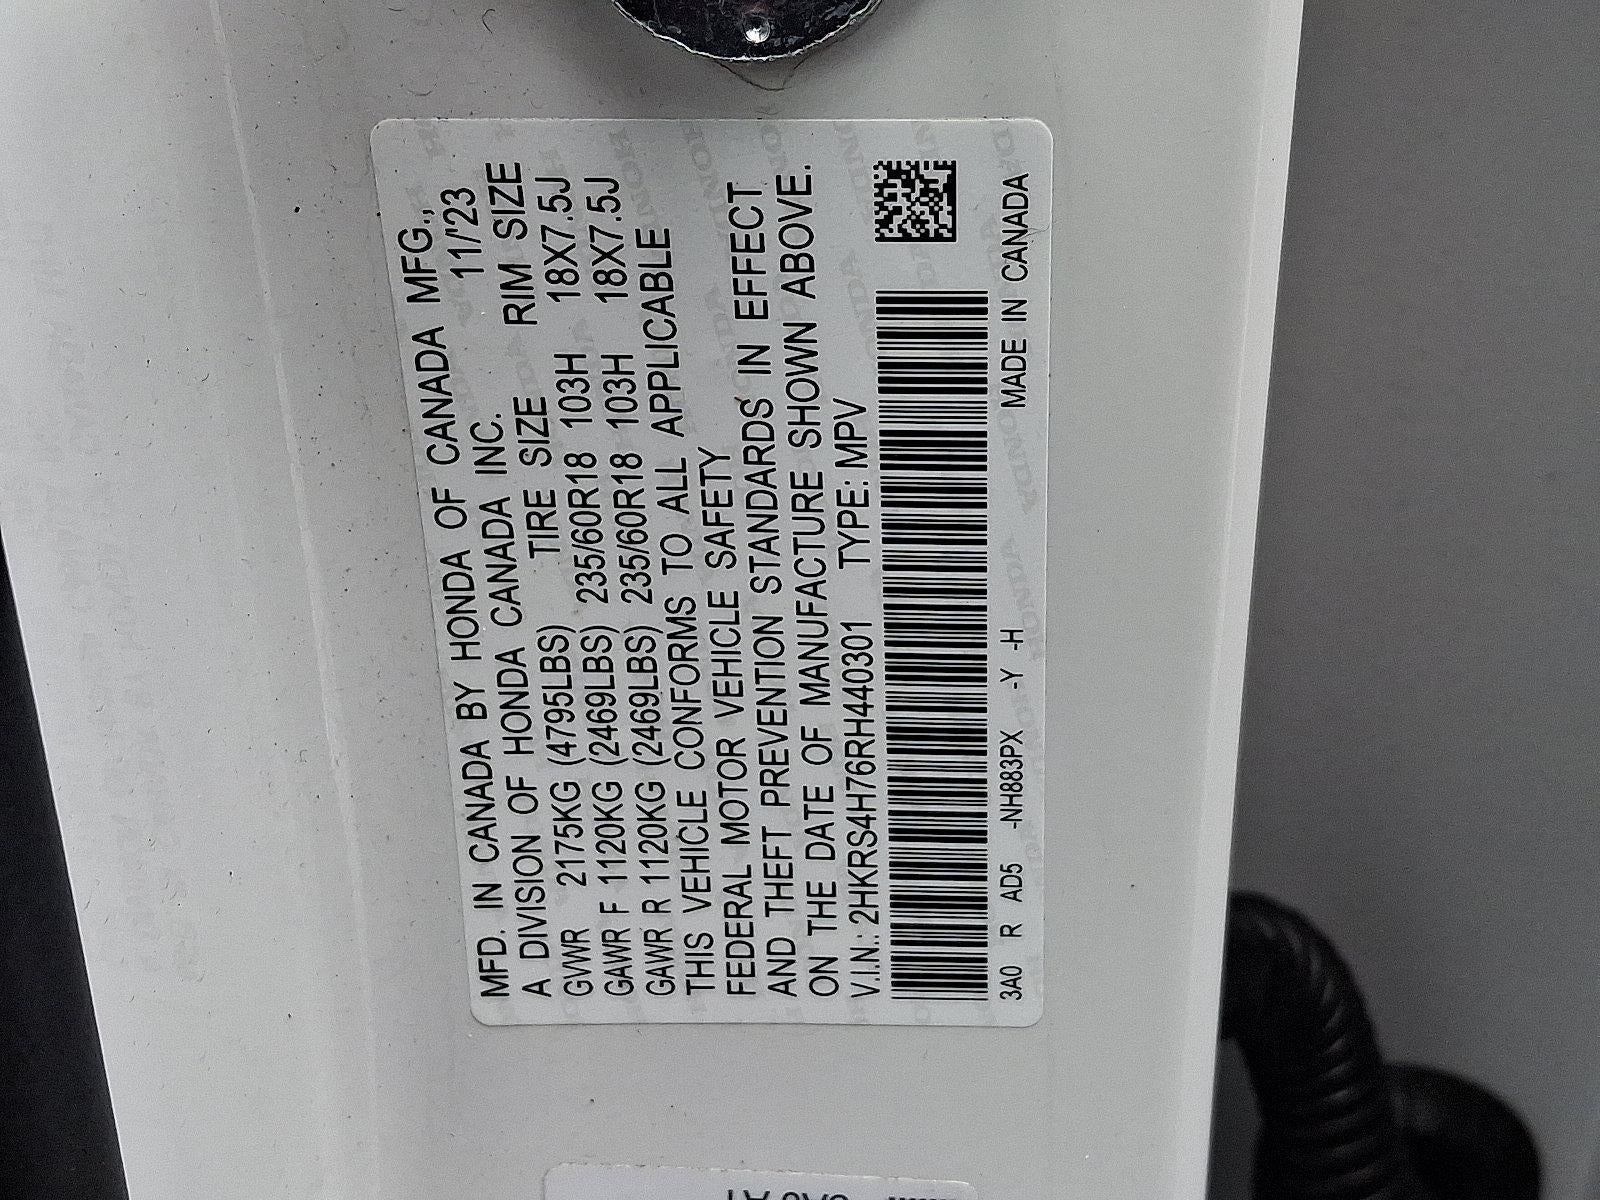 MFD. IN CANADA BY HONDA OF CANADA MFG.,
A DIVISION OF HONDA CANADA INC. 11/'23
TIRE SIZE RIM SIZE
GVWR 2175KG (4795LBS)
GAWR F 1120KG (2469LBS) 235/60R18 103H 18X7.5J
GAWR R 1120KG (2469LBS) 235/60R18 103H 18X7.5J
THIS VEHICLE CONFORMS TO ALL APPLICABLE
FEDERAL MOTOR VEHICLE SAFETY
AND THEFT PREVENTION STANDARDS IN EFFECT
ON THE DATE OF MANUFACTURE SHOWN ABOVE.
V.I.N.: 2HKRS4H76RH440301 TYPE: MPV
3A0 R AD5 -NH883PX -Y -H MADE IN CANADA